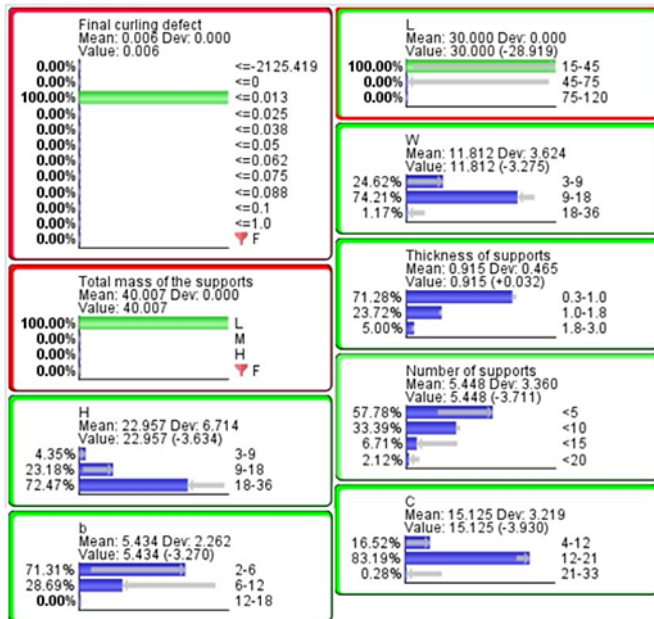 Final curling defect
Mean: 0.006 Dev: 0.000
Value: 0.006
0.00% <=-2125.419
0.00% <=0
100.00% <=0.013
0.00% <=0.025
0.00% <=0.038
0.00% <=0.05
0.00% <=0.062
0.00% <=0.075
0.00% <=0.088
0.00% <=0.1
0.00% <=1.0
0.00% F
Total mass of the supports
Mean: 40.007 Dev: 0.000
Value: 40.007
100.00% L
0.00% M
0.00% H
0.00% F
H
Mean: 22.957 Dev: 6.714
Value: 22.957 (-3.634)
4.35% 3-9
23.18% 9-18
72.47% 18-36
b
Mean: 5.434 Dev: 2.262
Value: 5.434 (-3.270)
71.31% 2-6
28.69% 6-12
0.00% 12-18
L
Mean: 30.000 Dev: 0.000
Value: 30.000 (-28.919)
100.00% 15-45
0.00% 45-75
0.00% 75-120
W
Mean: 11.812 Dev: 3.624
Value: 11.812 (-3.275)
24.62% 3-9
74.21% 9-18
1.17% 18-36
Thickness of supports
Mean: 0.915 Dev: 0.465
Value: 0.915 (+0.032)
71.28% 0.3-1.0
23.72% 1.0-1.8
5.00% 1.8-3.0
Number of supports
Mean: 5.448 Dev: 3.360
Value: 5.448 (-3.711)
57.78% <5
33.39% <10
6.71% <15
2.12% <20
C
Mean: 15.125 Dev: 3.219
Value: 15.125 (-3.930)
16.52% 4-12
83.19% 12-21
0.28% 21-33